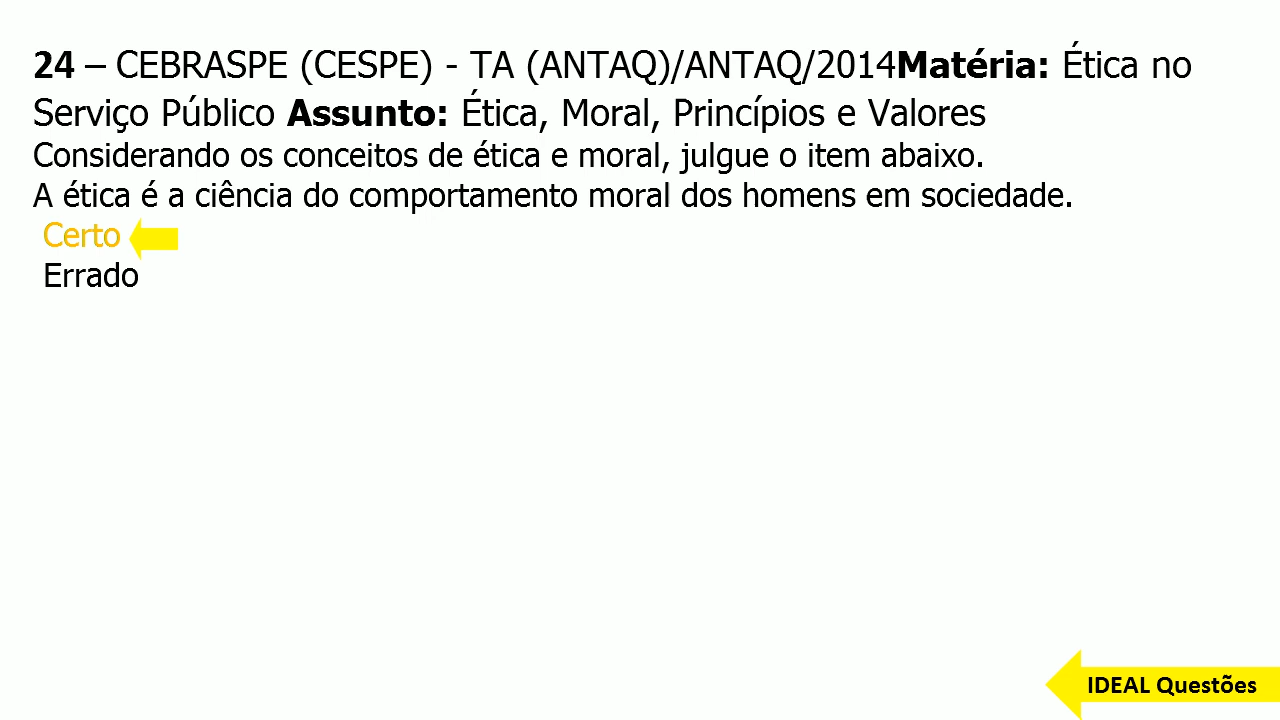 24 – CEBRASPE (CESPE) - TA (ANTAQ)/ANTAQ/2014Matéria: Ética no
Serviço Público Assunto: Ética, Moral, Princípios e Valores
Considerando os conceitos de ética e moral, julgue o item abaixo.
A ética é a ciência do comportamento moral dos homens em sociedade.
Certo
Errado
IDEAL Questões